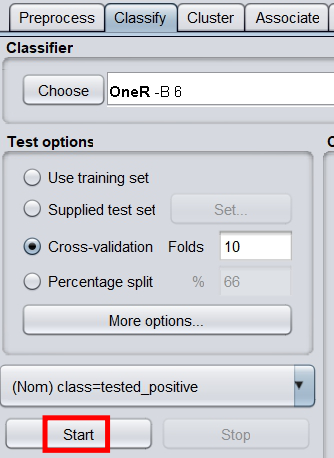 Preprocess Classify Cluster Associate
Classifier
Choose OneR -B 6
Test options
Use training set
Supplied test set Set...
Cross-validation Folds 10
Percentage split % 66
More options...
(Nom) class=tested_positive
Start Stop